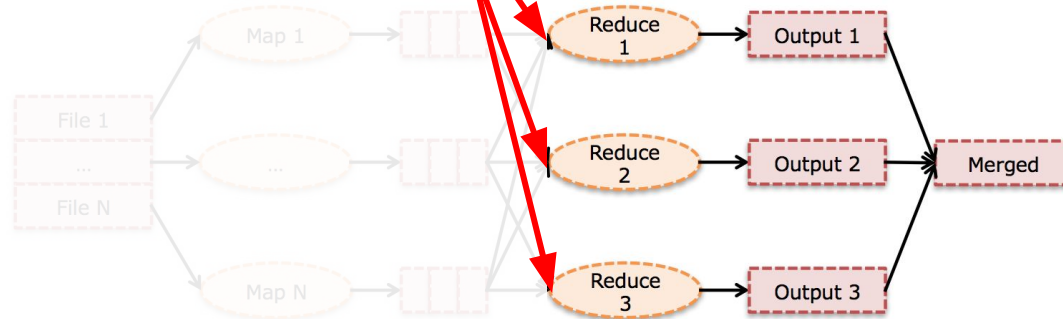 Map 1
Reduce
1
Output 1
File 1
...
File N
...
Reduce
2
Output 2
Merged
Map N
Reduce
3
Output 3